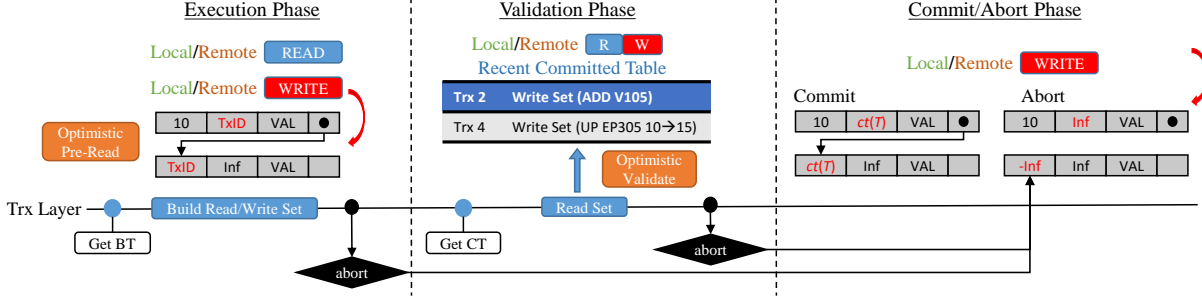 Execution Phase
Local/Remote READ
Local/Remote WRITE
10 TxID VAL
Optimistic Pre-Read
TxID Inf VAL
Trx Layer
Build Read/Write Set
Get BT
abort
Validation Phase
Local/Remote R W
Recent Committed Table
Trx 2 Write Set (ADD V105)
Trx 4 Write Set (UP EP305 10→15)
Optimistic Validate
Read Set
Get CT
abort
Commit/Abort Phase
Local/Remote WRITE
Commit
10 ct(T) VAL
ct(T) Inf VAL
Abort
10 Inf VAL
-Inf Inf VAL